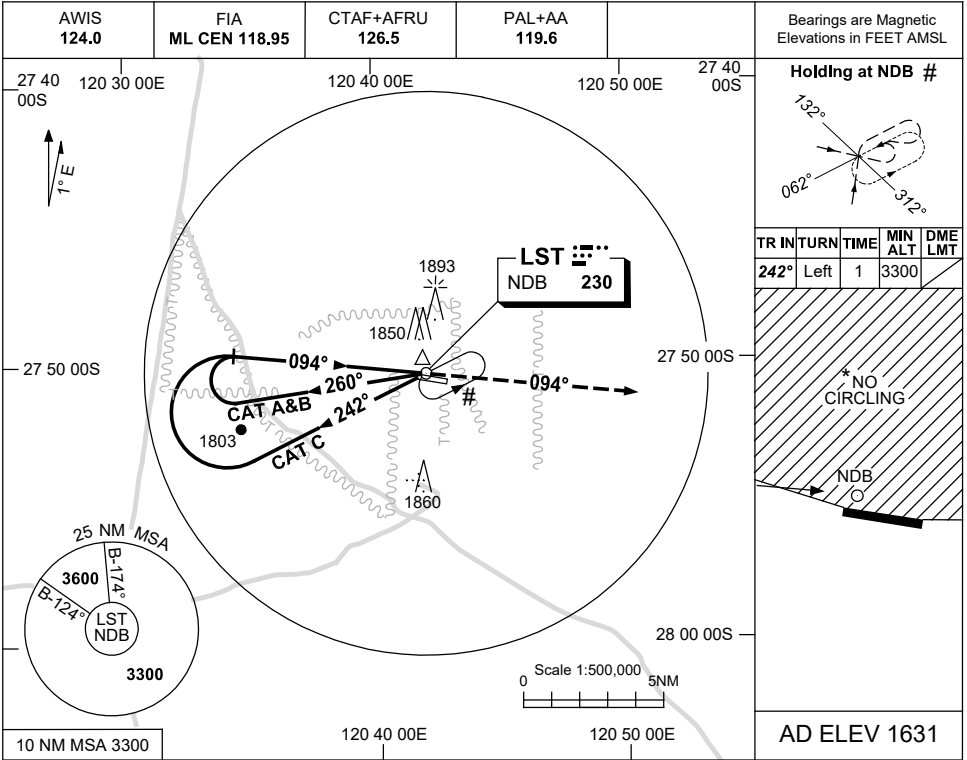 AWIS
124.0
FIA
ML CEN 118.95
CTAF+AFRU
126.5
PAL+AA
119.6
Bearings are Magnetic
Elevations in FEET AMSL
27 40
00S
120 30 00E
120 40 00E
120 50 00E
27 40
00S
1° E
Holding at NDB #
132°
062°
312°
TR IN
TURN
TIME
MIN
ALT
DME
LMT
242°
Left
1
3300
LST
NDB 230
1893
1850
27 50 00S
27 50 00S
094°
260°
CAT A&B
242°
CAT C
1803
094°
#
1860
* NO
CIRCLING
NDB
25 NM MSA
3600
B-174°
B-124°
LST
NDB
3300
28 00 00S
Scale 1:500,000
0
5NM
10 NM MSA 3300
120 40 00E
120 50 00E
AD ELEV 1631